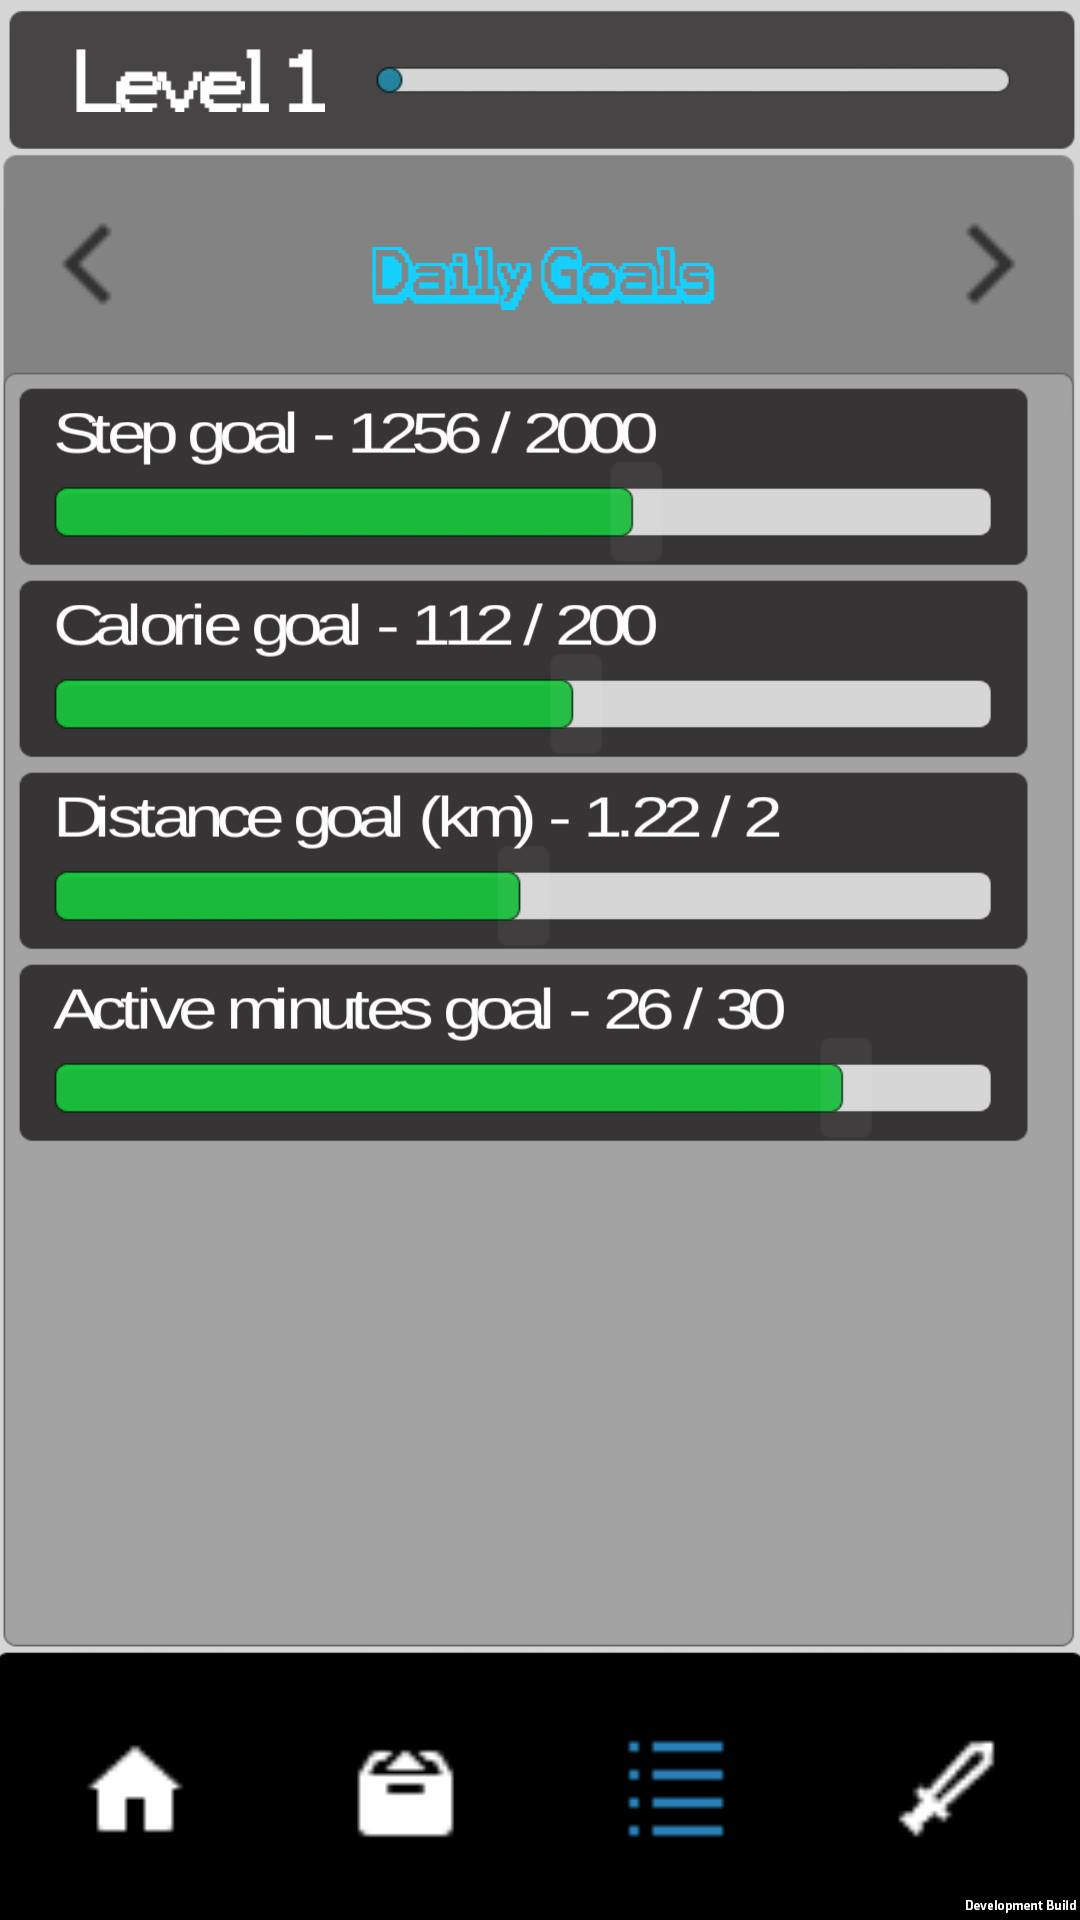 Level 1
Daily Goals
Step goal - 1256 / 2000
Calorie goal - 112 / 200
Distance goal (km) - 1.22 / 2
Active minutes goal - 26 / 30
Development Build